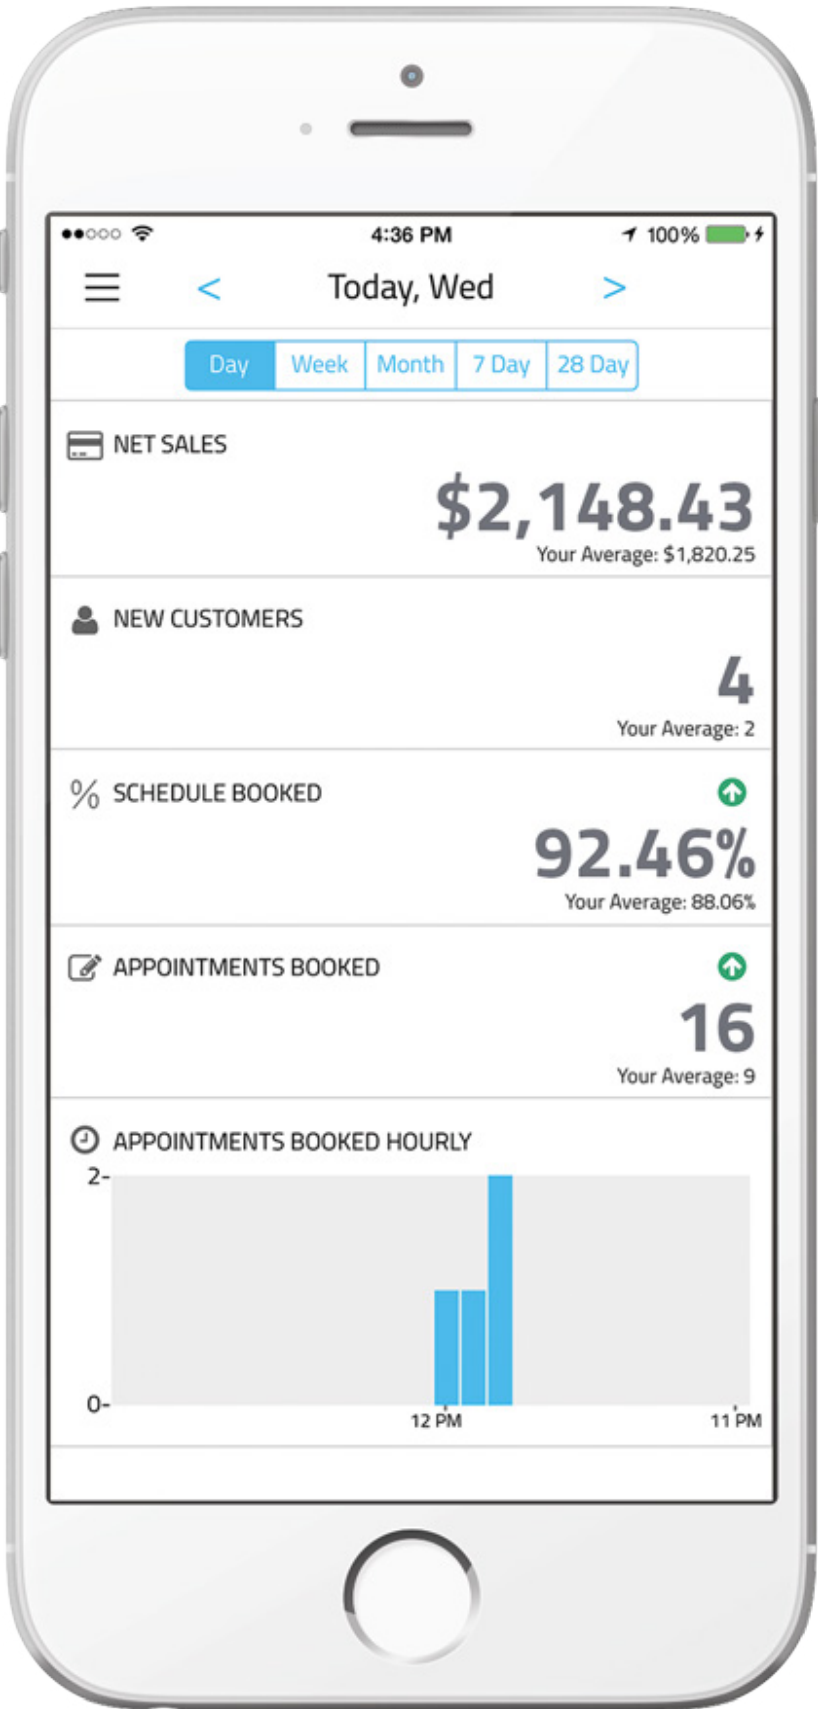 4:36 PM 100%
< Today, Wed >
Day Week Month 7 Day 28 Day
NET SALES
$2,148.43
Your Average: $1,820.25
NEW CUSTOMERS
4
Your Average: 2
% SCHEDULE BOOKED
92.46%
Your Average: 88.06%
APPOINTMENTS BOOKED
16
Your Average: 9
APPOINTMENTS BOOKED HOURLY
2-
0-
12 PM 11 PM